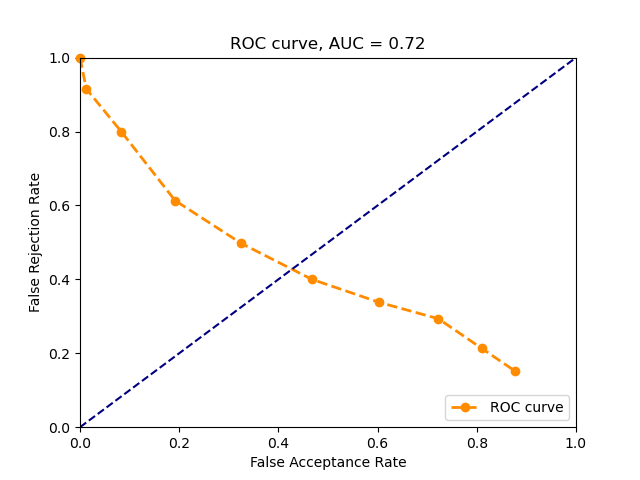 ROC curve, AUC = 0.72
1.0
0.8
0.6
0.4
0.2
0.0
False Rejection Rate
ROC curve
0.0 0.2 0.4 0.6 0.8 1.0
False Acceptance Rate